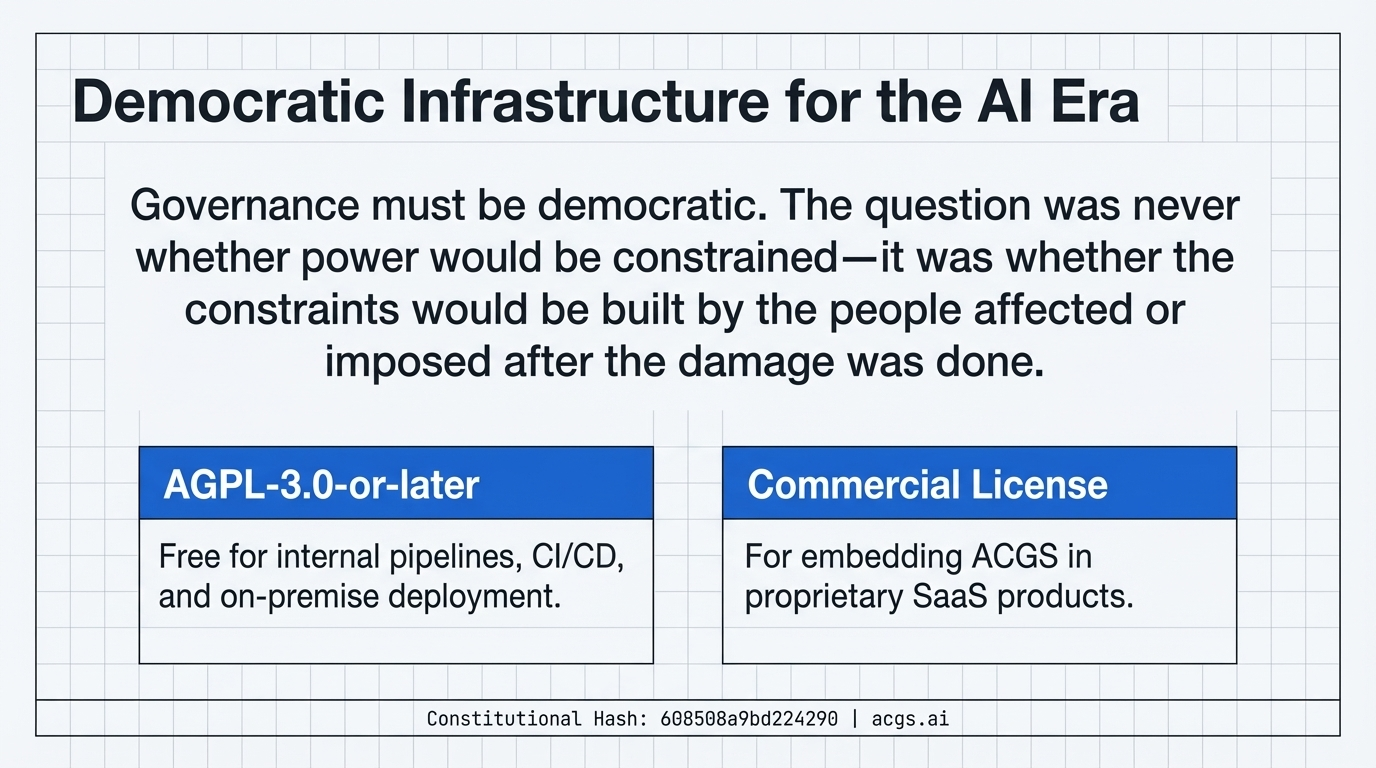 Democratic Infrastructure for the AI Era
Governance must be democratic. The question was never
whether power would be constrained—it was whether the
constraints would be built by the people affected or
imposed after the damage was done.
AGPL-3.0-or-later
Free for internal pipelines, CI/CD,
and on-premise deployment.
Commercial License
For embedding ACGS in
proprietary SaaS products.
Constitutional Hash: 608508a9bd224290 | acgs.ai